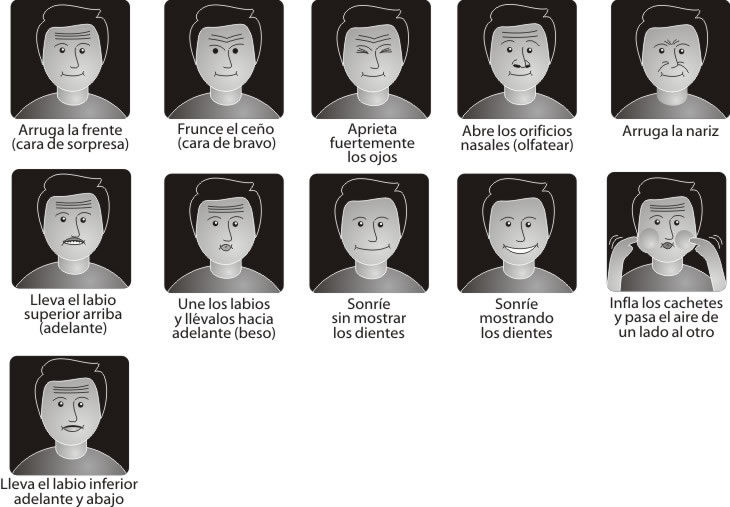 Arruga la frente
(cara de sorpresa)
Frunce el ceño
(cara de bravo)
Aprieta
fuertemente
los ojos
Abre los orificios
nasales (olfatear)
Arruga la nariz
Lleva el labio
superior arriba
(adelante)
Une los labios
y llévalos hacia
adelante (beso)
Sonríe
sin mostrar
los dientes
Sonríe
mostrando
los dientes
Infla los cachetes
y pasa el aire de
un lado al otro
Lleva el labio inferior
adelante y abajo